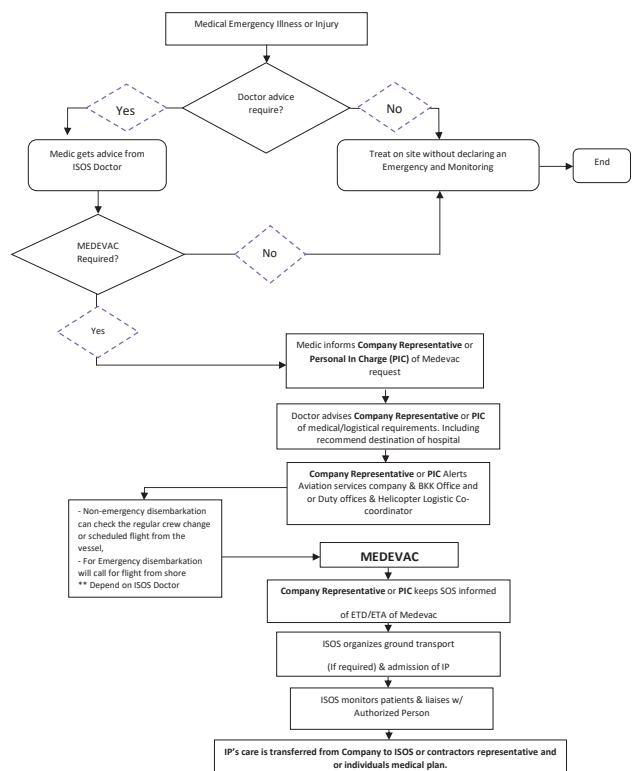 Medical Emergency Illness or Injury
Doctor advice
require?
Yes
No
Medic gets advice from
ISOS Doctor
Treat on site without declaring an
Emergency and Monitoring
End
MEDEVAC
Required?
No
Yes
Medic informs Company Representative or
Personal In Charge (PIC) of Medevac
request
Doctor advises Company Representative or PIC
of medical/logistical requirements. Including
recommend destination of hospital
Company Representative or PIC Alerts
Aviation services company & BKK Office and
or Duty offices & Helicopter Logistic Co-
coordinator
- Non-emergency disembarkation
can check the regular crew change
or scheduled flight from the
vessel,
- For Emergency disembarkation
will call for flight from shore
** Depend on ISOS Doctor
MEDEVAC
Company Representative or PIC keeps SOS informed
of ETD/ETA of Medevac
ISOS organizes ground transport
(If required) & admission of IP
ISOS monitors patients & liaises w/
Authorized Person
IP's care is transferred from Company to ISOS or contractors representative and
or individuals medical plan.